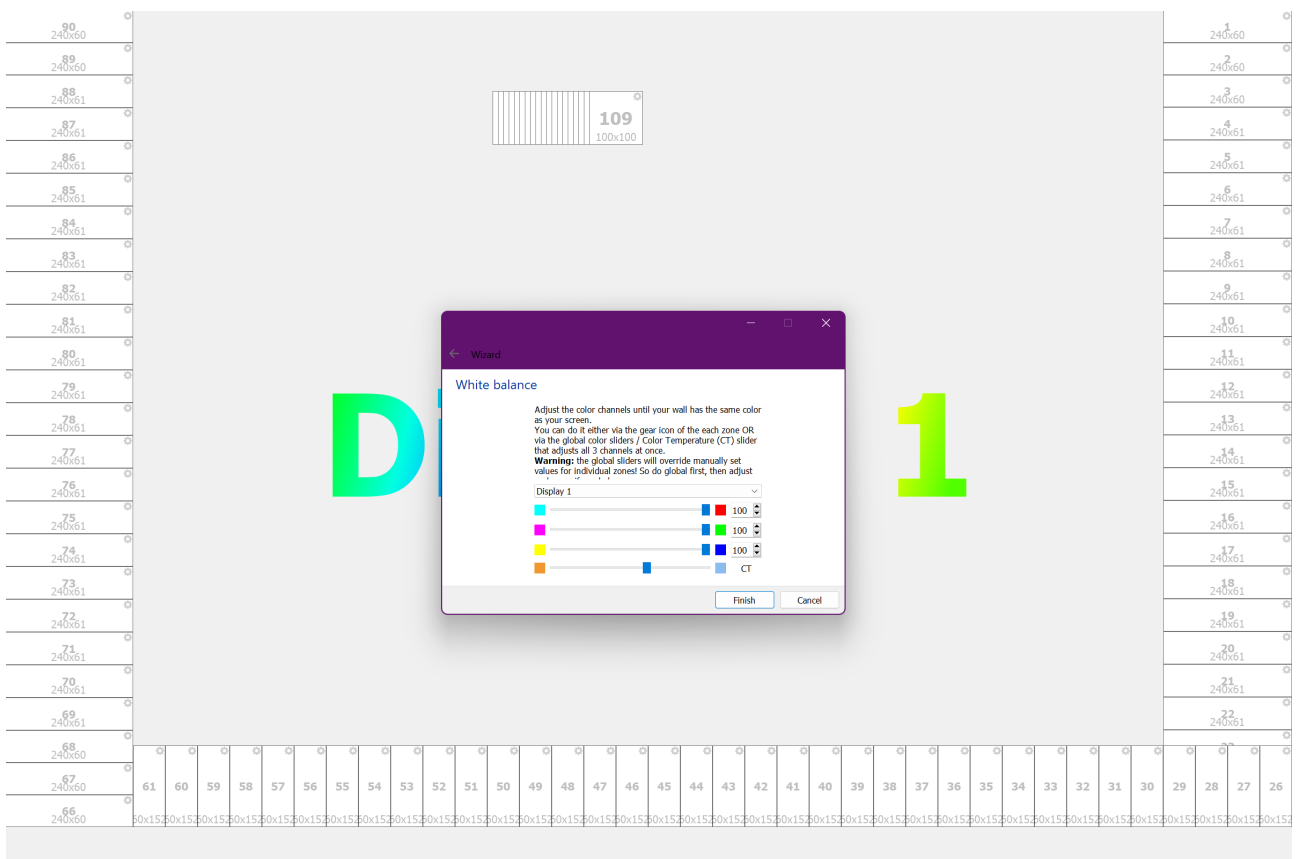 90
240x60
89
240x60
88
240x61
87
240x61
86
240x61
85
240x61
84
240x61
83
240x61
82
240x61
81
240x61
80
240x61
79
240x61
78
240x61
77
240x61
76
240x61
75
240x61
74
240x61
73
240x61
72
240x61
71
240x61
70
240x61
69
240x61
68
240x60
67
240x60
66
240x60
109
100x100
D
1
Wizard
White balance
Adjust the color channels until your wall has the same color
as your screen.
You can do it either via the gear icon of the each zone OR
via the global color sliders / Color Temperature (CT) slider
that adjusts all 3 channels at once.
Warning: the global sliders will override manually set
values for individual zones! So do global first, then adjust
Display 1
100
100
100
CT
Finish
Cancel
1
240x60
2
240x60
3
240x60
4
240x61
5
240x61
6
240x61
7
240x61
8
240x61
9
240x61
10
240x61
11
240x61
12
240x61
13
240x61
14
240x61
15
240x61
16
240x61
17
240x61
18
240x61
19
240x61
20
240x61
21
240x61
22
240x61
61 60 59 58 57 56 55 54 53 52 51 50 49 48 47 46 45 44 43 42 41 40 39 38 37 36 35 34 33 32 31 30 29 28 27 26